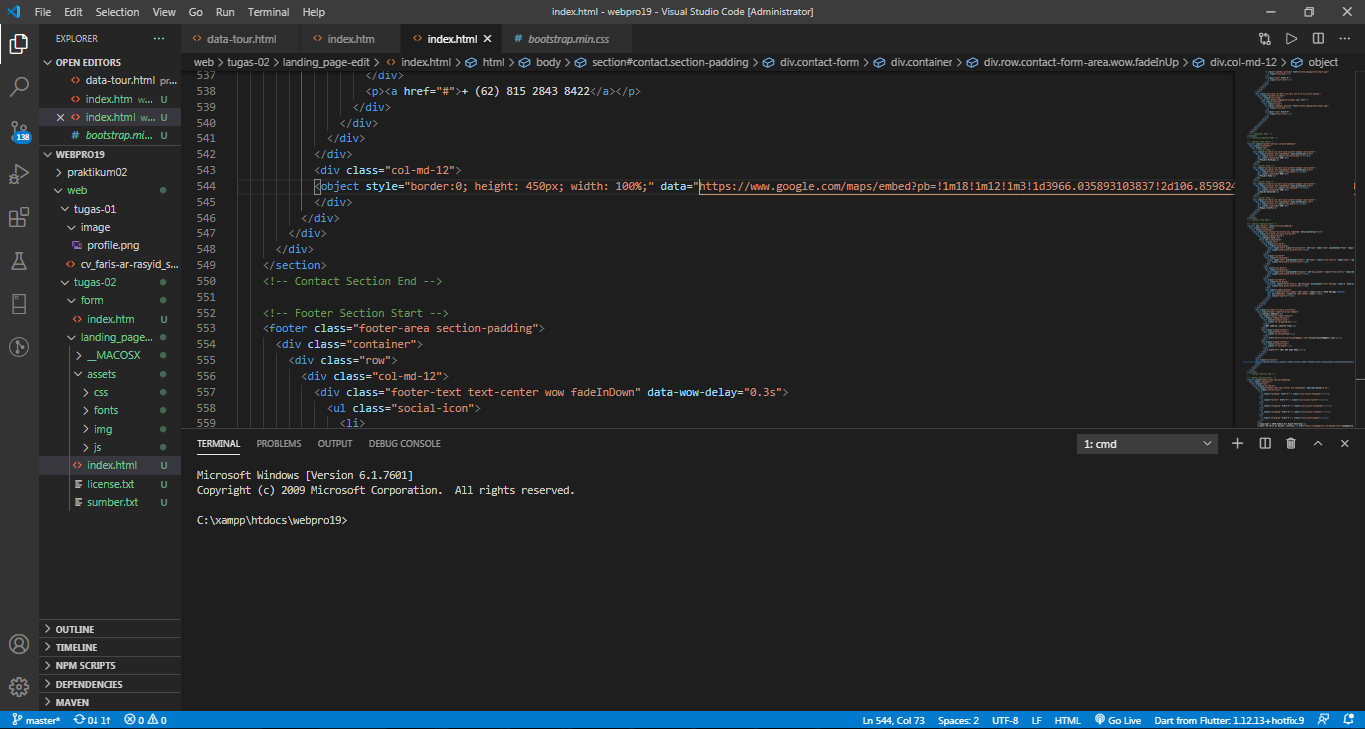 File Edit Selection View Go Run Terminal Help
index.html - webpro19 - Visual Studio Code [Administrator]
EXPLORER
data-tour.html index.htm index.html bootstrap.min.css
web > tugas-02 > landing_page-edit > index.html > html > body > section#contact.section-padding > div.contact-form > div.container > div.row.contact-form-area.wow.fadeInUp > div.col-md-12 > object
OPEN EDITORS
data-tour.html pr...
index.htm w... U
index.html w... U
bootstrap.mi... U
138
WEBPRO19
praktikum02
web
tugas-01
image
profile.png
cv_faris-ar-rasyid_s...
tugas-02
form
index.htm U
landing_page...
__MACOSX
assets
css
fonts
img
js
index.html U
license.txt U
sumber.txt U
OUTLINE
TIMELINE
NPM SCRIPTS
DEPENDENCIES
MAVEN
537 </div>
538 <p><a href="#">+ (62) 815 2843 8422</a></p>
539 </div>
540 </div>
541 </div>
542 </div>
543 <div class="col-md-12">
544 <object style="border:0; height: 450px; width: 100%;" data="https://www.google.com/maps/embed?pb=!1m18!1m12!1m3!1d3966.035893103837!2d106.859824
545 </div>
546 </div>
547 </div>
548 </div>
549 </section>
550 <!-- Contact Section End -->
551
552 <!-- Footer Section Start -->
553 <footer class="footer-area section-padding">
554 <div class="container">
555 <div class="row">
556 <div class="col-md-12">
557 <div class="footer-text text-center wow fadeInDown" data-wow-delay="0.3s">
558 <ul class="social-icon">
559 <li>
TERMINAL PROBLEMS OUTPUT DEBUG CONSOLE
1: cmd
Microsoft Windows [Version 6.1.7601]
Copyright (c) 2009 Microsoft Corporation. All rights reserved.
C:\xampp\htdocs\webpro19>
master* 0↓ 1↑ 0 0
Ln 544, Col 73 Spaces: 2 UTF-8 LF HTML Go Live Dart from Flutter: 1.12.13+hotfix.9